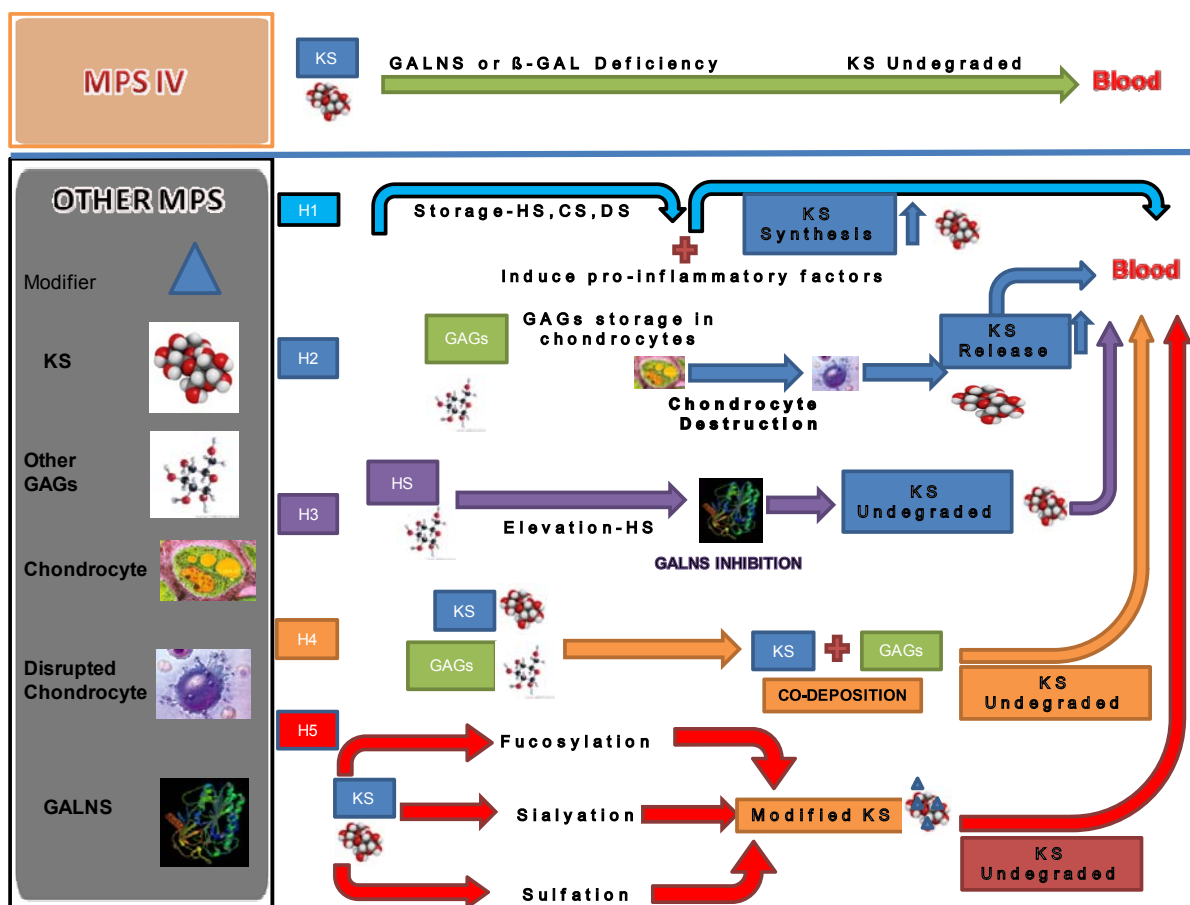 MPS IV
KS
GALNS or ß-GAL Deficiency
KS Undegraded
Blood
OTHER MPS
Modifier
KS
Other
GAGs
Chondrocyte
Disrupted
Chondrocyte
GALNS
H1
Storage-HS,CS,DS
KS
Synthesis
Induce pro-inflammatory factors
Blood
H2
GAGs
GAGs storage in
chondrocytes
Chondrocyte
Destruction
KS
Release
H3
HS
Elevation-HS
GALNS INHIBITION
KS
Undegraded
H4
KS
GAGs
KS
GAGs
CO-DEPOSITION
KS
Undegraded
H5
Fucosylation
KS
Sialyation
Modified KS
Sulfation
KS
Undegraded